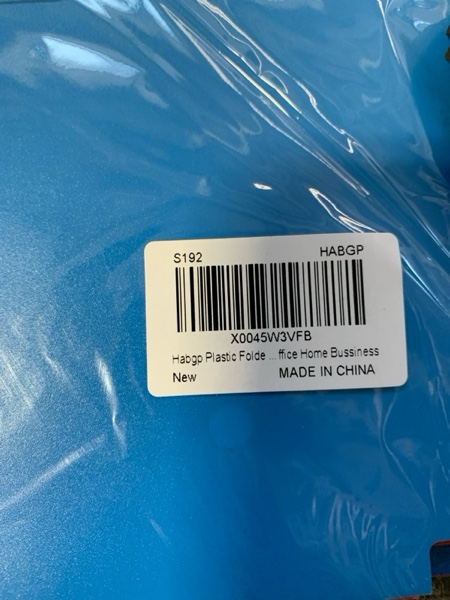 S192 HABGP
X0045W3VFB
Habgp Plastic Folde ...ffice Home Bussiness
New MADE IN CHINA